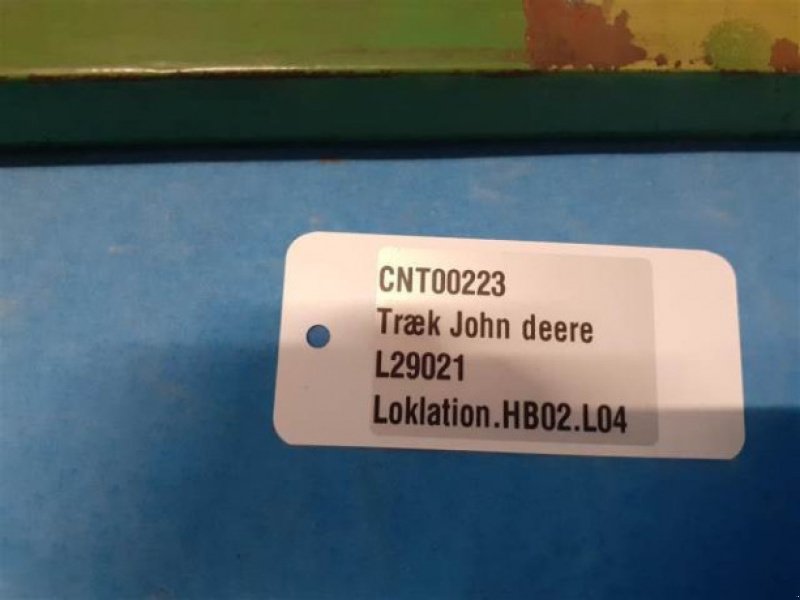 CNT00223
Træk John deere
L29021
Loklation.HB02.L04